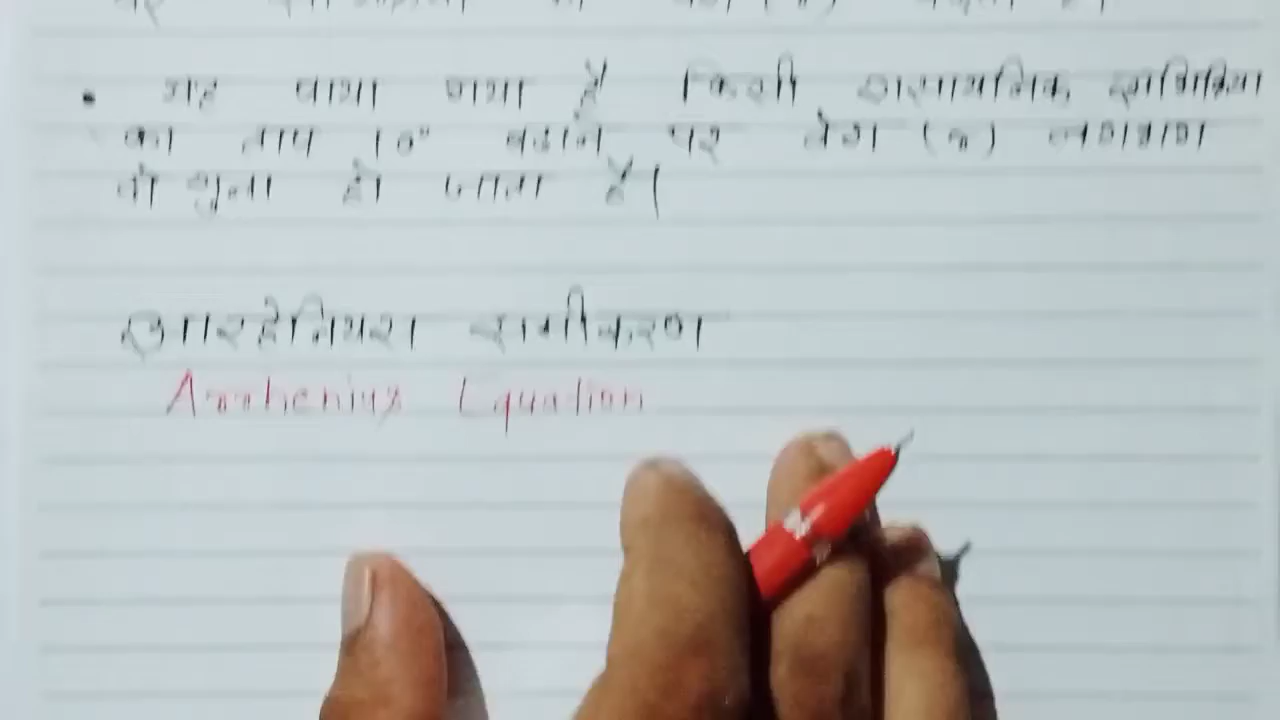 यह पाया गया है किसी रासायनिक अभिक्रिया
का ताप 10° बढाने पर वेग (r) लगभग
दो गुना हो जाता है।
आरहेनियस समीकरण
Arrhenius Equation